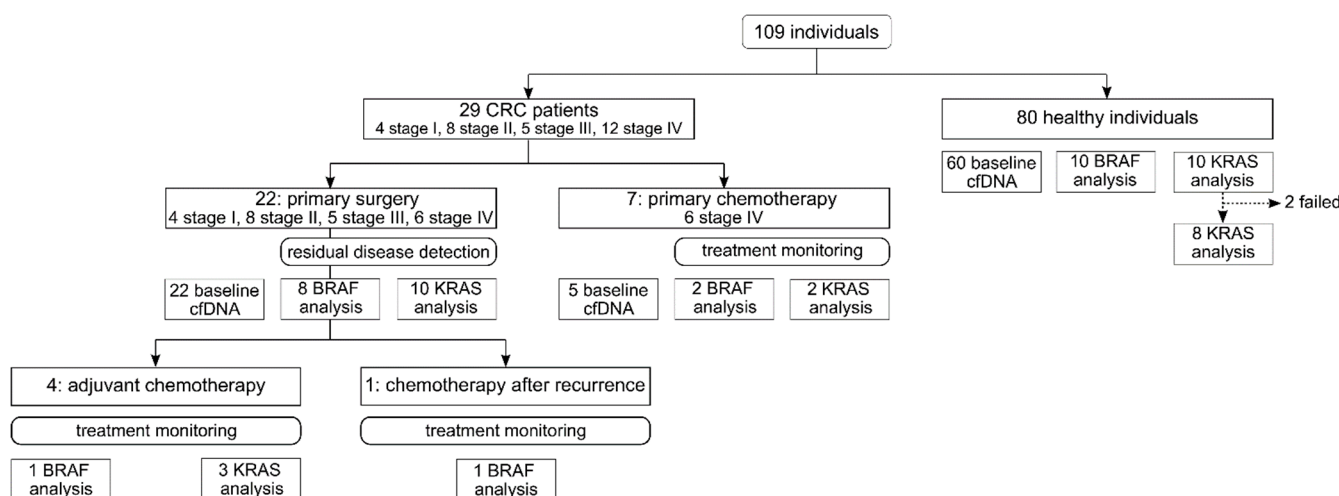 109 individuals
29 CRC patients
4 stage I, 8 stage II, 5 stage III, 12 stage IV
80 healthy individuals
60 baseline
cfDNA
10 BRAF
analysis
10 KRAS
analysis
2 failed
8 KRAS
analysis
22: primary surgery
4 stage I, 8 stage II, 5 stage III, 6 stage IV
7: primary chemotherapy
6 stage IV
residual disease detection
treatment monitoring
22 baseline
cfDNA
8 BRAF
analysis
10 KRAS
analysis
5 baseline
cfDNA
2 BRAF
analysis
2 KRAS
analysis
4: adjuvant chemotherapy
1: chemotherapy after recurrence
treatment monitoring
treatment monitoring
1 BRAF
analysis
3 KRAS
analysis
1 BRAF
analysis